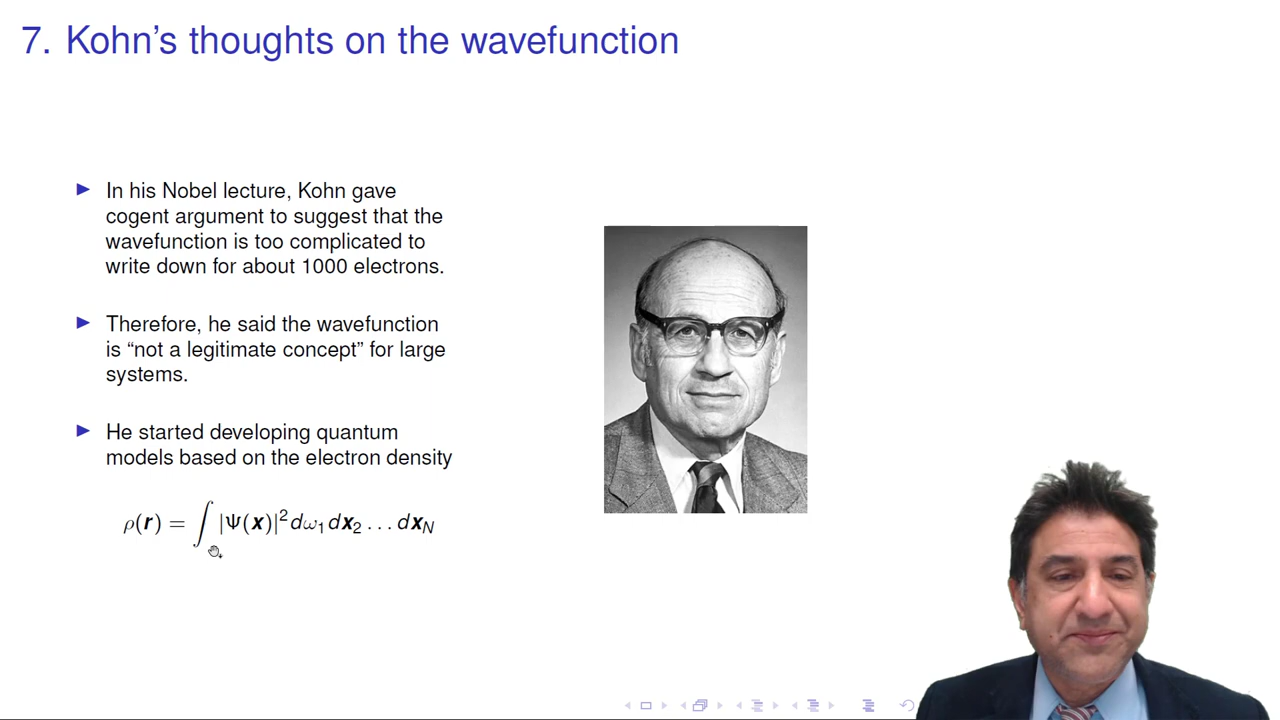 7. Kohn's thoughts on the wavefunction
▶ In his Nobel lecture, Kohn gave
cogent argument to suggest that the
wavefunction is too complicated to
write down for about 1000 electrons.
▶ Therefore, he said the wavefunction
is “not a legitimate concept” for large
systems.
▶ He started developing quantum
models based on the electron density
ρ(r) = ∫ |Ψ(x)|² dω₁dx₂ … dx_N